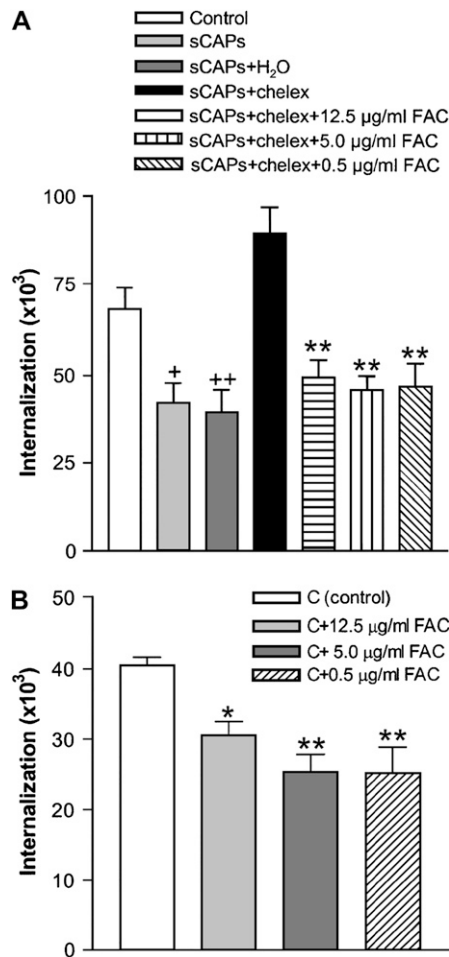 A
Control
sCAPs
sCAPs+H₂O
sCAPs+chelex
sCAPs+chelex+12.5 µg/ml FAC
sCAPs+chelex+5.0 µg/ml FAC
sCAPs+chelex+0.5 µg/ml FAC
Internalization (x10³)
100
75
50
25
0
+
++
**
**
**
B
C (control)
C+12.5 µg/ml FAC
C+ 5.0 µg/ml FAC
C+0.5 µg/ml FAC
Internalization (x10³)
50
40
30
20
10
0
*
**
**